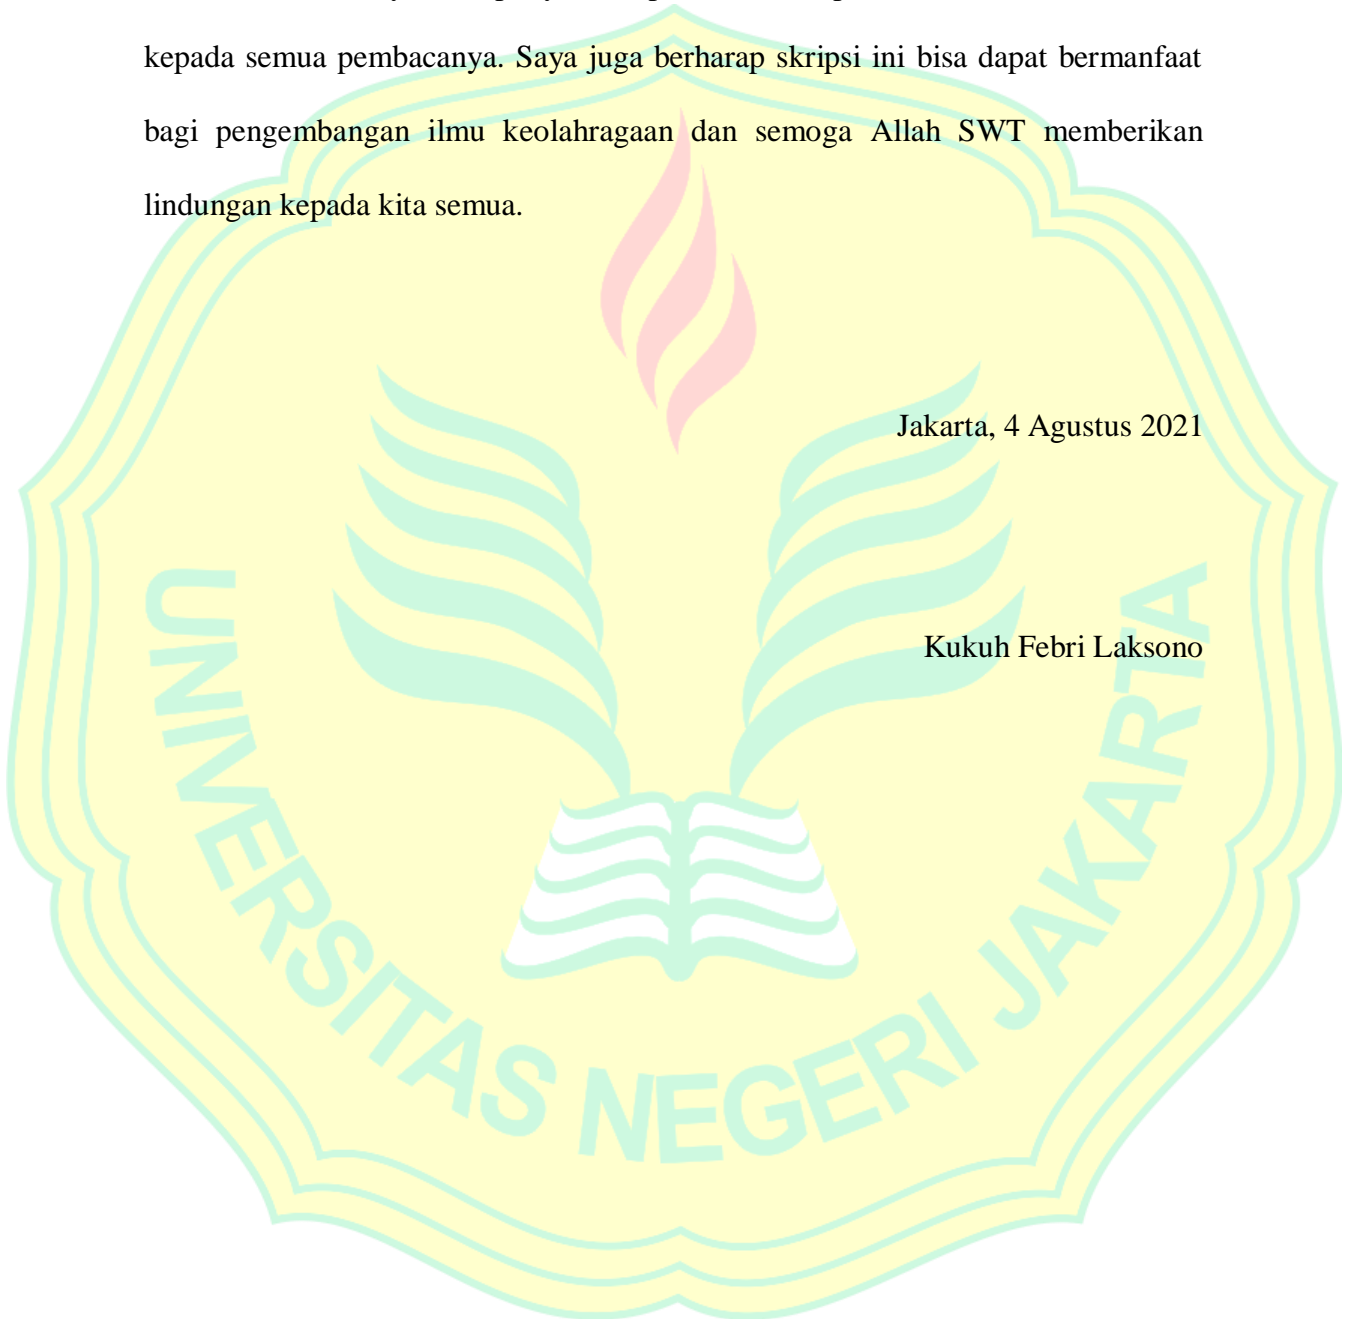 kepada semua pembacanya. Saya juga berharap skripsi ini bisa dapat bermanfaat
bagi pengembangan ilmu keolahragaan dan semoga Allah SWT memberikan
lindungan kepada kita semua.
Jakarta, 4 Agustus 2021
Kukuh Febri Laksono
UNIVERSITAS NEGERI JAKARTA